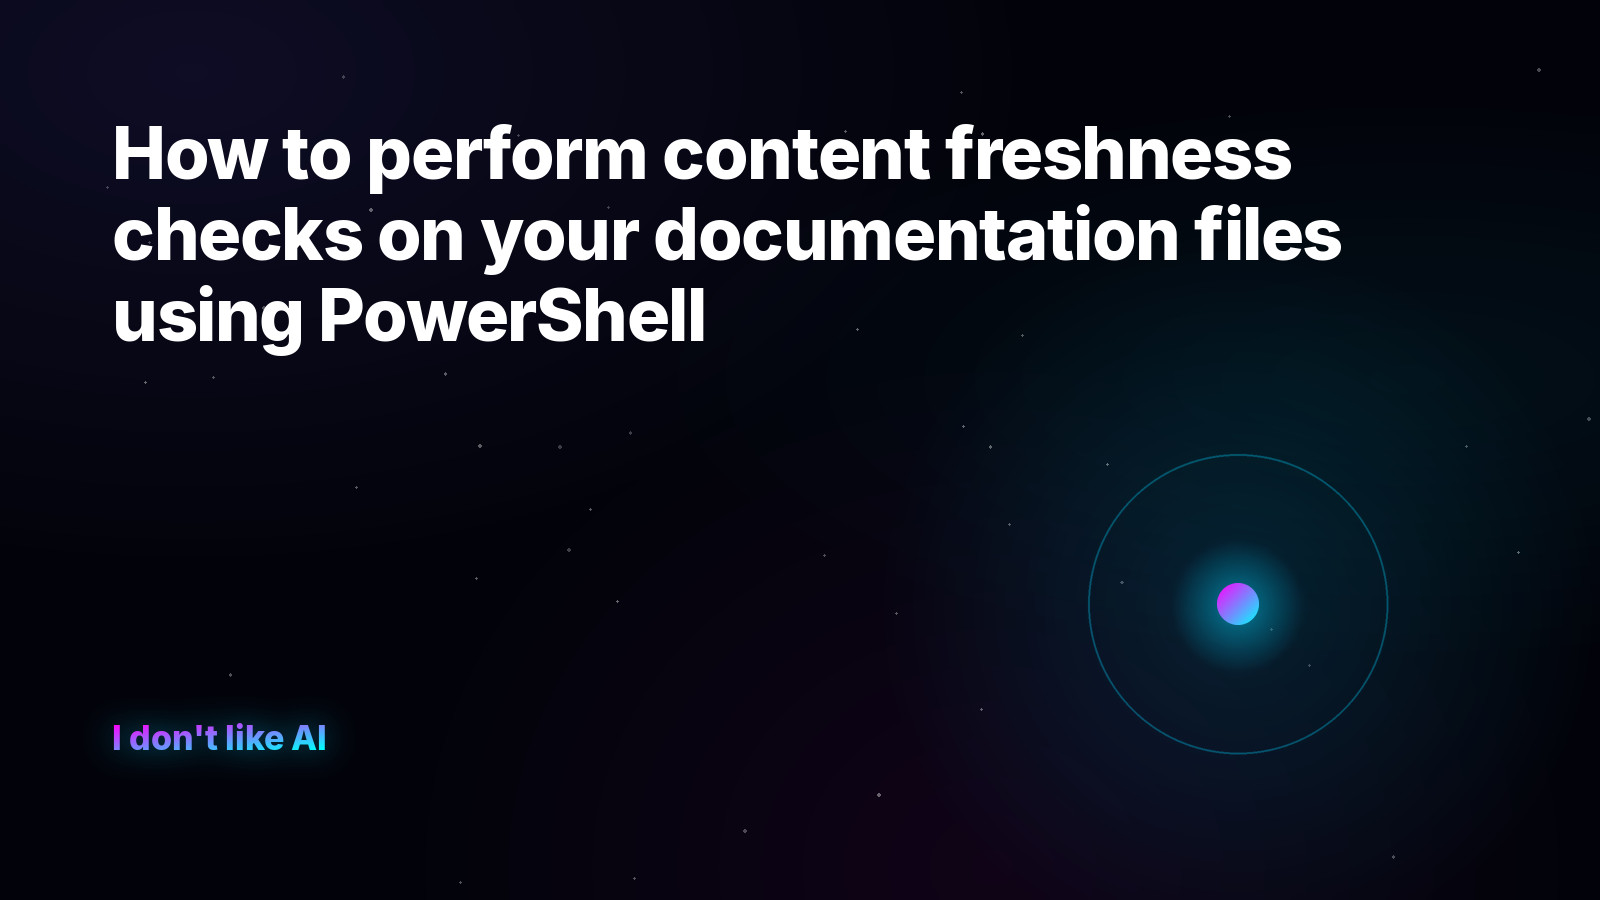 How to perform content freshness
checks on your documentation files
using PowerShell
I don't like AI